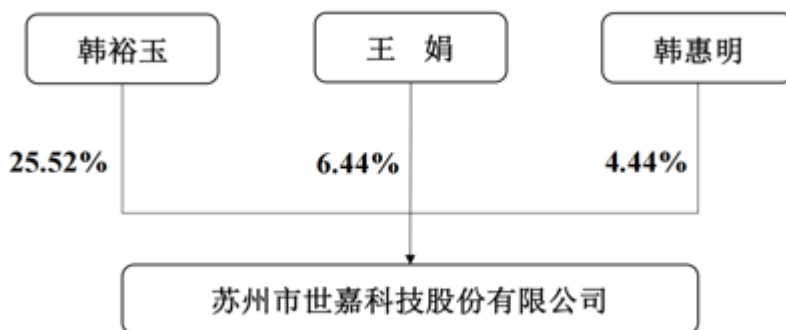 韩裕玉
王 娟
韩惠明
25.52%
6.44%
4.44%
苏州市世嘉科技股份有限公司